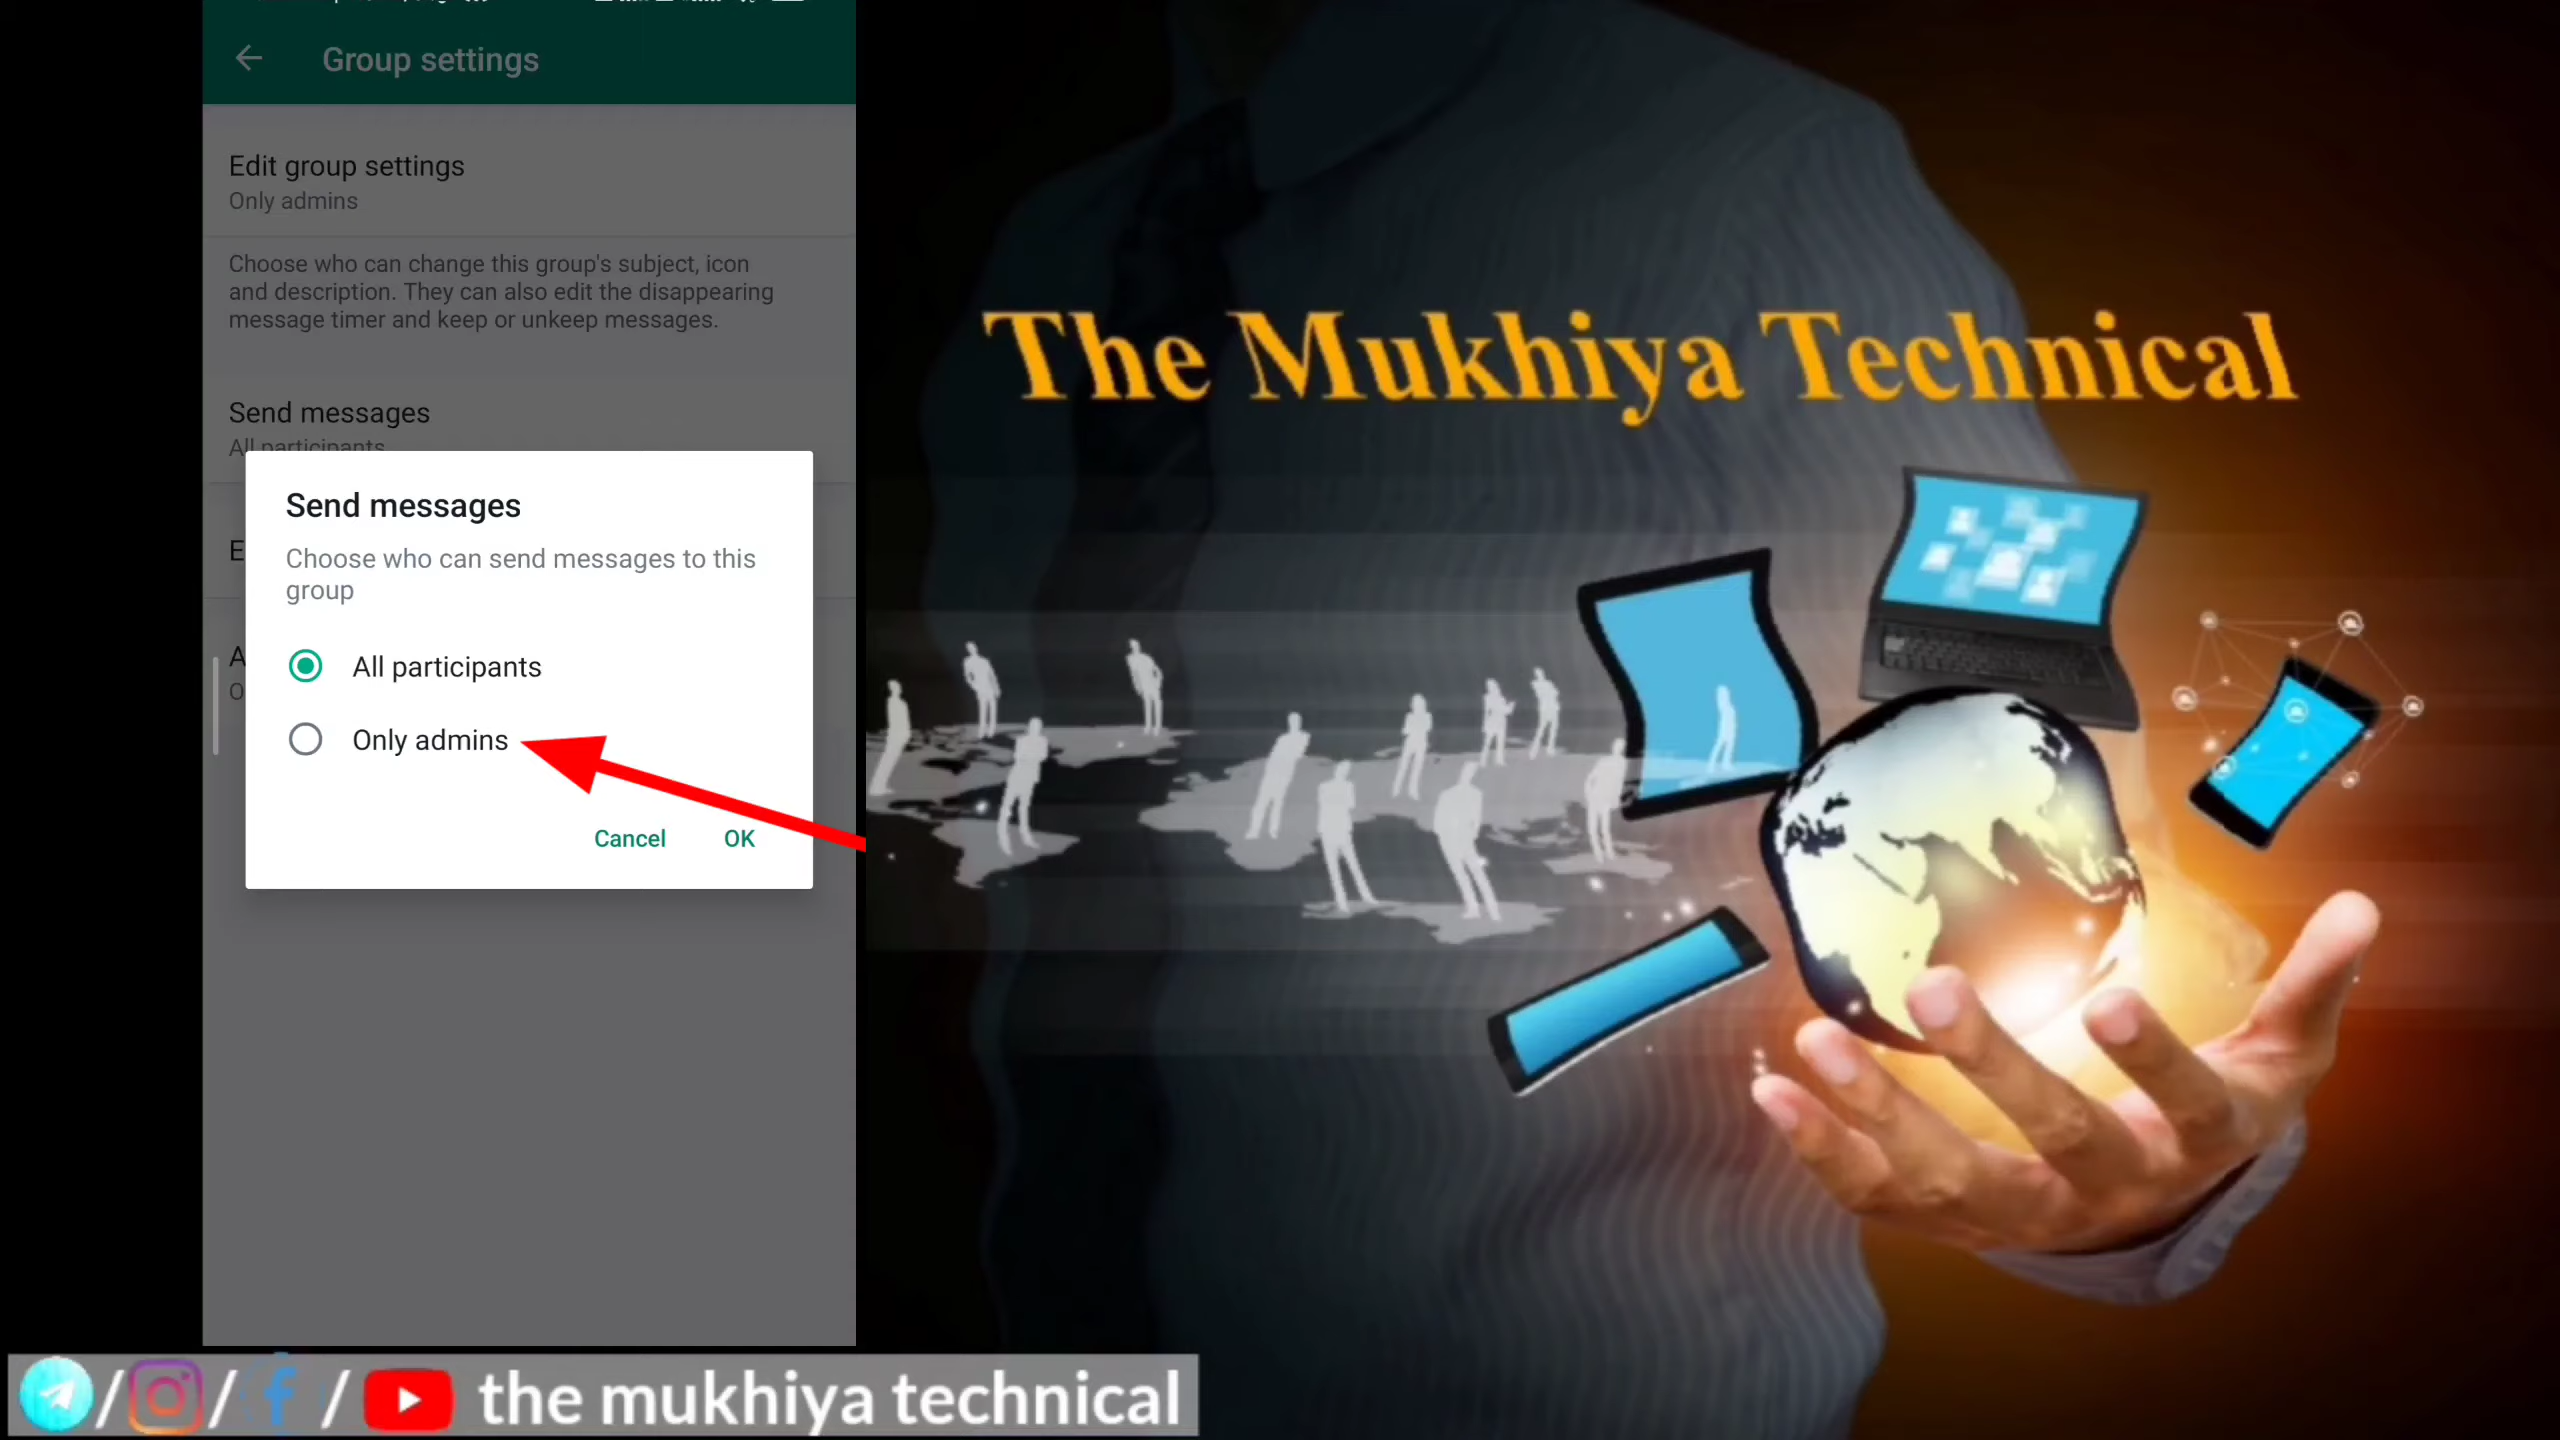 Group settings
Edit group settings
Only admins
Choose who can change this group's subject, icon
and description. They can also edit the disappearing
message timer and keep or unkeep messages.
Send messages
All participants
E
A
O
Send messages
Choose who can send messages to this
group
All participants
Only admins
Cancel
OK
The Mukhiya Technical
the mukhiya technical